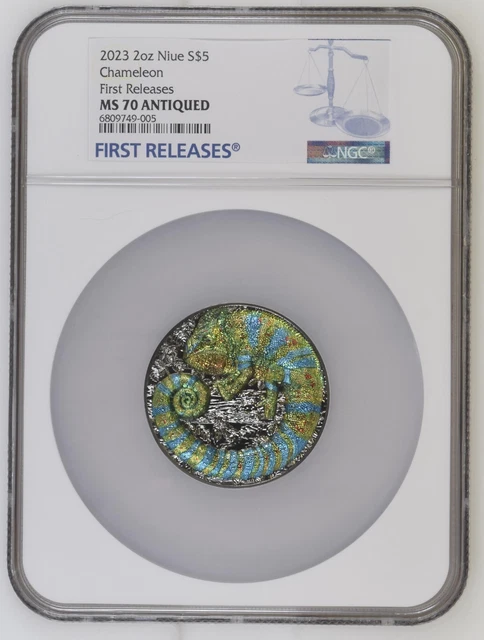 2023 2oz Niue S$5
Chameleon
First Releases
MS 70 ANTIQUED
6809749-005
FIRST RELEASES®
NGC®